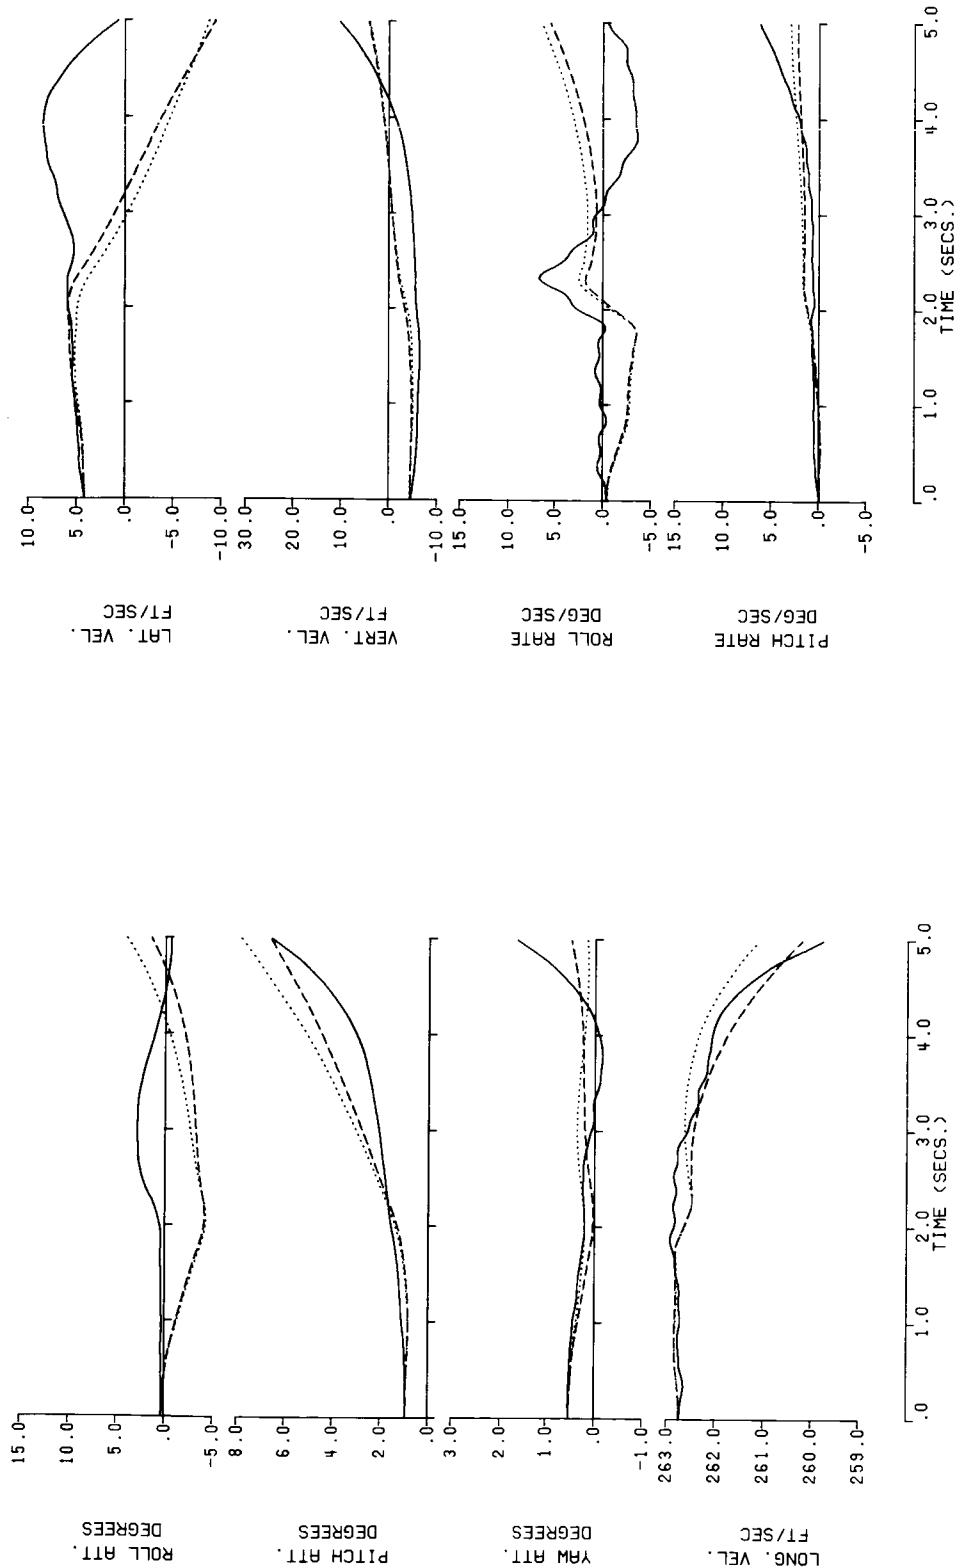 ROLL ATT.
DEGREES
15.0
10.0
5.0
.0
-5.0
PITCH ATT.
DEGREES
8.0
6.0
4.0
2.0
.0
YAW ATT.
DEGREES
3.0
2.0
1.0
.0
-1.0
LONG. VEL.
FT/SEC
263.0
262.0
261.0
260.0
259.0
.0 1.0 2.0 3.0 4.0 5.0
TIME (SECS.)
LAT. VEL.
FT/SEC
10.0
5.0
.0
-5.0
-10.0
VERT. VEL.
FT/SEC
30.0
20.0
10.0
.0
-10.0
ROLL RATE
DEG/SEC
15
10.0
5.0
.0
-5.0
PITCH RATE
DEG/SEC
15
10.0
5.0
.0
-5.0
.0 1.0 2.0 3.0 4.0 5.0
TIME (SECS.)